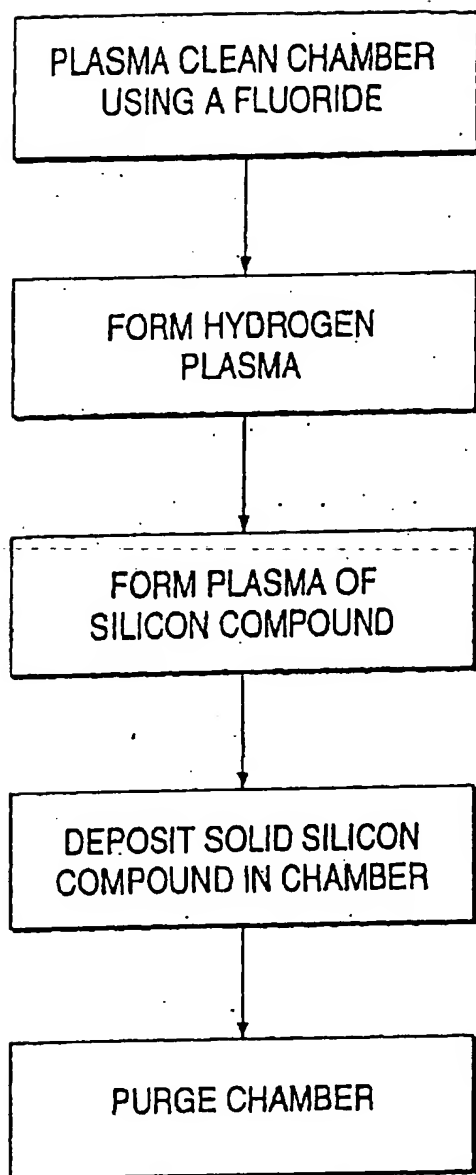 PLASMA CLEAN CHAMBER
USING A FLUORIDE
FORM HYDROGEN
PLASMA
FORM PLASMA OF
SILICON COMPOUND
DEPOSIT SOLID SILICON
COMPOUND IN CHAMBER
PURGE CHAMBER